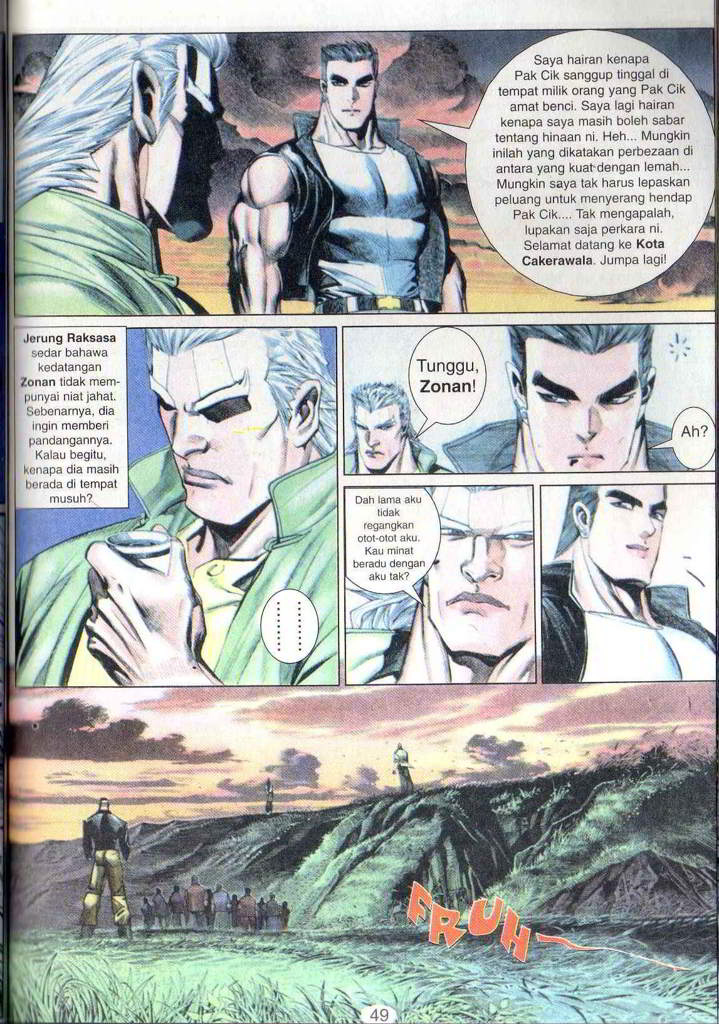 Saya hairan kenapa
Pak Cik sanggup tinggal di
tempat milik orang yang Pak Cik
amat benci. Saya lagi hairan
kenapa saya masih boleh sabar
tentang hinaan ni. Heh... Mungkin
inilah yang dikatakan perbezaan di
antara yang kuat dengan lemah...
Mungkin saya tak harus lepaskan
peluang untuk menyerang hendap
Pak Cik.... Tak mengapalah,
lupakan saja perkara ni.
Selamat datang ke Kota
Cakerawala. Jumpa lagi!
Jerung Raksasa
sedar bahawa
kedatangan
Zonan tidak mem-
punyai niat jahat.
Sebenarnya, dia
ingin memberi
pandangannya.
Kalau begitu,
kenapa dia masih
berada di tempat
musuh?
Tunggu,
Zonan!
Ah?
Dah lama aku
tidak
regangkan
otot-otot aku.
Kau minat
beradu dengan
aku tak?
FRUH
49